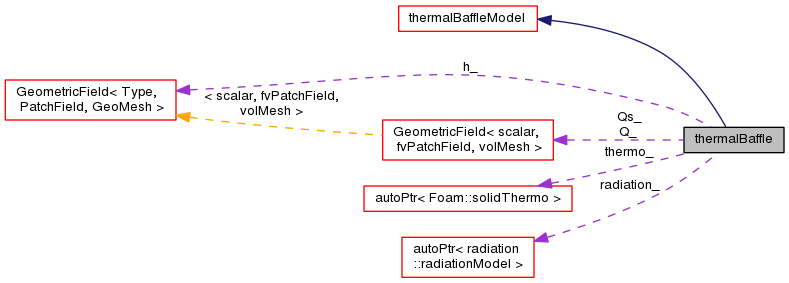 thermalBaffleModel
h_
GeometricField< Type,
PatchField, GeoMesh >
< scalar, fvPatchField,
volMesh >
Qs_
Q_
GeometricField< scalar,
fvPatchField, volMesh >
thermalBaffle
thermo_
radiation_
autoPtr< Foam::solidThermo >
autoPtr< radiation
::radiationModel >